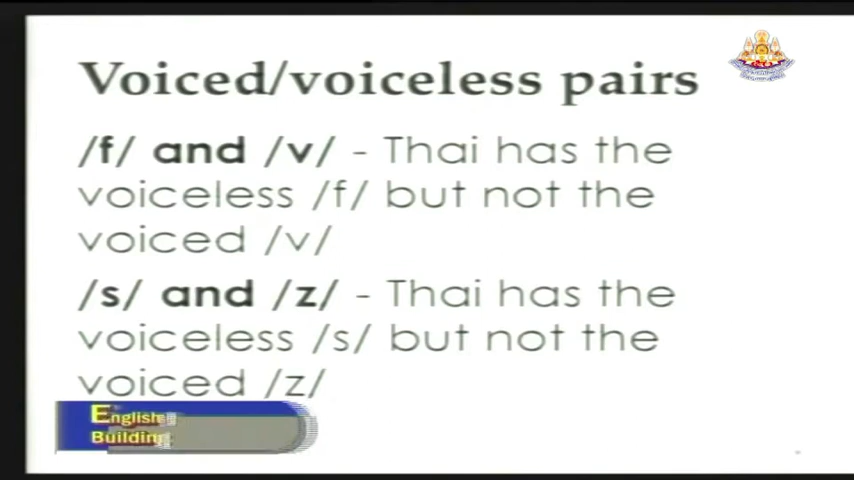 Voiced/voiceless pairs
/f/ and /v/ - Thai has the
voiceless /f/ but not the
voiced /v/
/s/ and /z/ - Thai has the
voiceless /s/ but not the
voiced /z/
English
Building